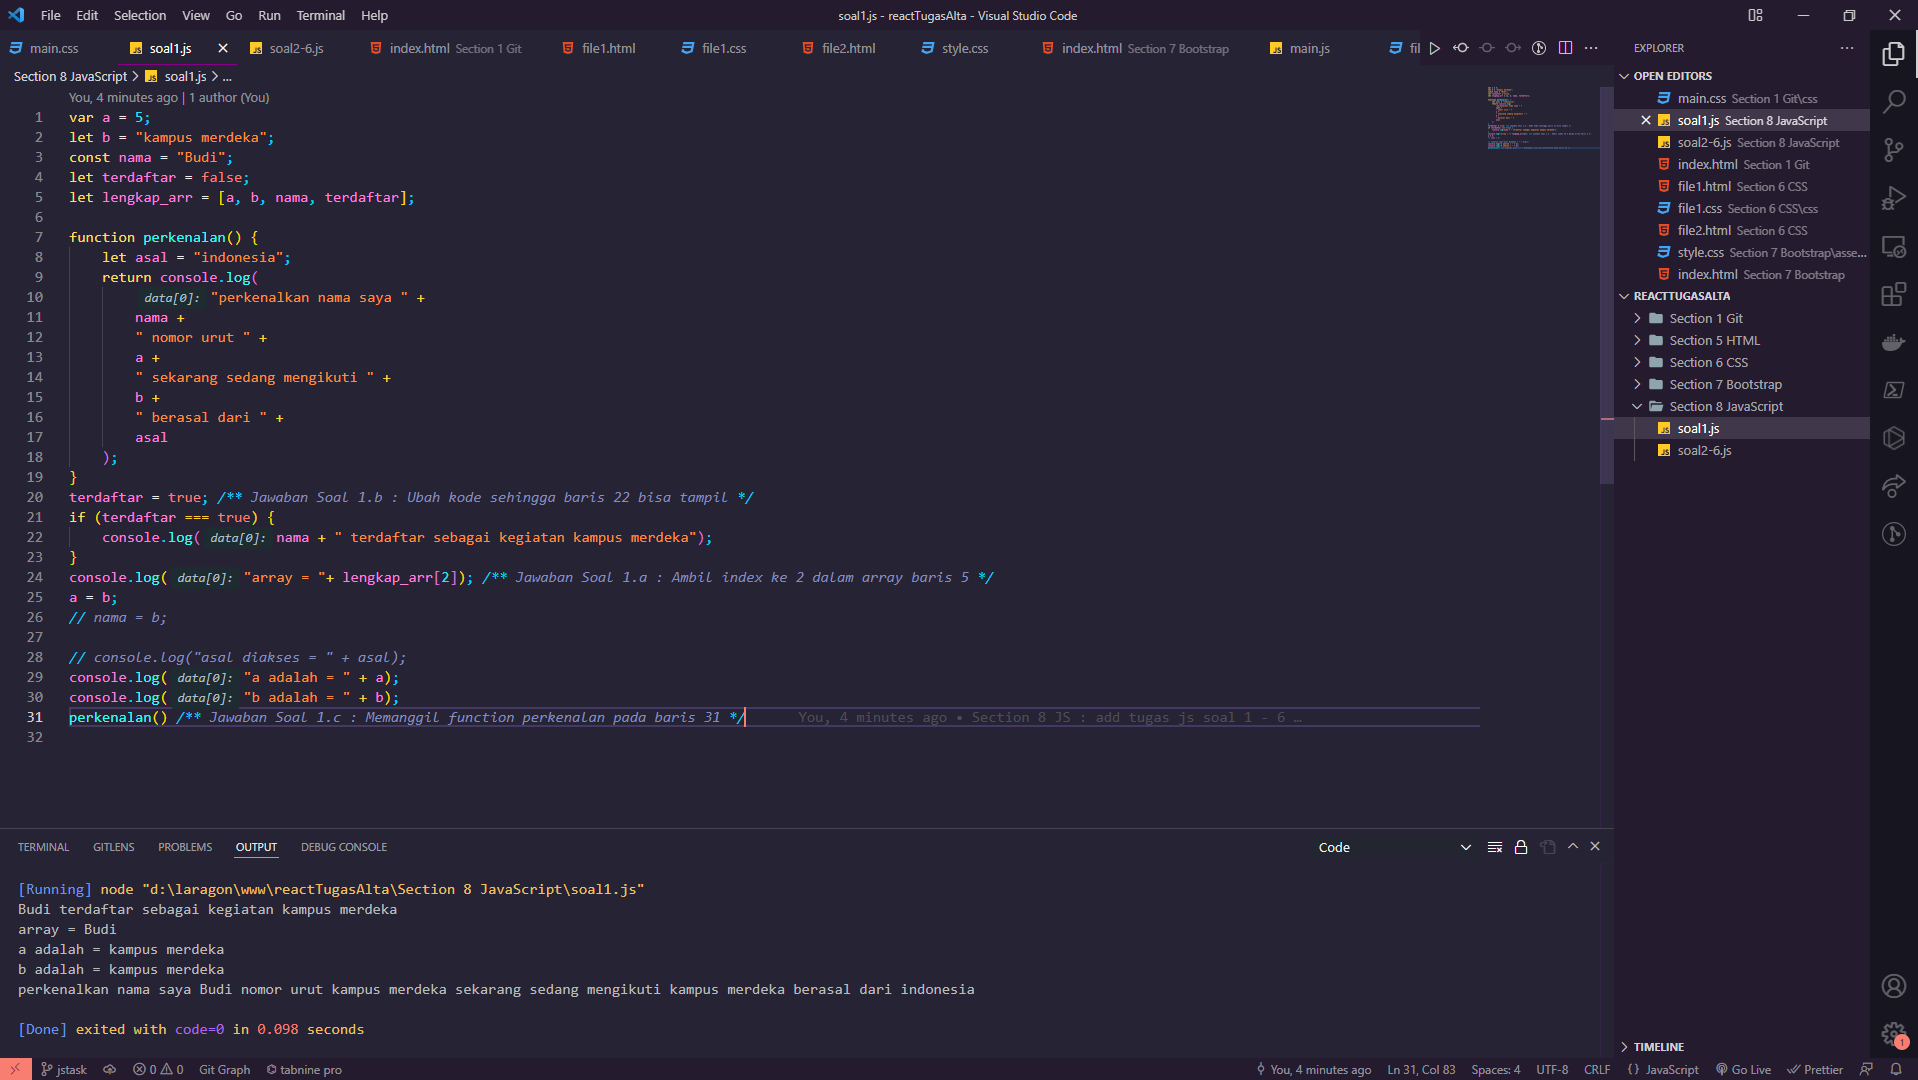 File Edit Selection View Go Run Terminal Help
soal1.js - reactTugasAlta - Visual Studio Code
main.css soal1.js soal2-6.js index.html Section 1 Git file1.html file1.css file2.html style.css index.html Section 7 Bootstrap main.js fil
Section 8 JavaScript > soal1.js > ...
You, 4 minutes ago | 1 author (You)
1 var a = 5;
2 let b = "kampus merdeka";
3 const nama = "Budi";
4 let terdaftar = false;
5 let lengkap_arr = [a, b, nama, terdaftar];
6
7 function perkenalan() {
8 let asal = "indonesia";
9 return console.log(
10 data[0]: "perkenalkan nama saya " +
11 nama +
12 " nomor urut " +
13 a +
14 " sekarang sedang mengikuti " +
15 b +
16 " berasal dari " +
17 asal
18 );
19 }
20 terdaftar = true; /** Jawaban Soal 1.b : Ubah kode sehingga baris 22 bisa tampil */
21 if (terdaftar === true) {
22 console.log( data[0]: nama + " terdaftar sebagai kegiatan kampus merdeka");
23 }
24 console.log( data[0]: "array = "+ lengkap_arr[2]); /** Jawaban Soal 1.a : Ambil index ke 2 dalam array baris 5 */
25 a = b;
26 // nama = b;
27
28 // console.log("asal diakses = " + asal);
29 console.log( data[0]: "a adalah = " + a);
30 console.log( data[0]: "b adalah = " + b);
31 perkenalan() /** Jawaban Soal 1.c : Memanggil function perkenalan pada baris 31 */ You, 4 minutes ago • Section 8 JS : add tugas js soal 1 - 6 …
32
TERMINAL GITLENS PROBLEMS OUTPUT DEBUG CONSOLE
Code
[Running] node "d:\laragon\www\reactTugasAlta\Section 8 JavaScript\soal1.js"
Budi terdaftar sebagai kegiatan kampus merdeka
array = Budi
a adalah = kampus merdeka
b adalah = kampus merdeka
perkenalkan nama saya Budi nomor urut kampus merdeka sekarang sedang mengikuti kampus merdeka berasal dari indonesia
[Done] exited with code=0 in 0.098 seconds
EXPLORER
OPEN EDITORS
main.css Section 1 Git\css
soal1.js Section 8 JavaScript
soal2-6.js Section 8 JavaScript
index.html Section 1 Git
file1.html Section 6 CSS
file1.css Section 6 CSS\css
file2.html Section 6 CSS
style.css Section 7 Bootstrap\asse...
index.html Section 7 Bootstrap
REACTTUGASALTA
Section 1 Git
Section 5 HTML
Section 6 CSS
Section 7 Bootstrap
Section 8 JavaScript
soal1.js
soal2-6.js
TIMELINE
1
jstask 0 0 Git Graph tabnine pro
You, 4 minutes ago Ln 31, Col 83 Spaces: 4 UTF-8 CRLF {} JavaScript Go Live Prettier